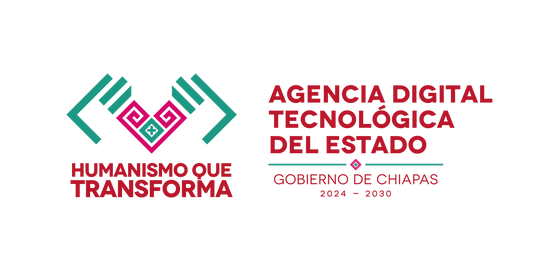 HUMANISMO QUE
TRANSFORMA
AGENCIA DIGITAL
TECNOLÓGICA
DEL ESTADO
GOBIERNO DE CHIAPAS
2024 – 2030